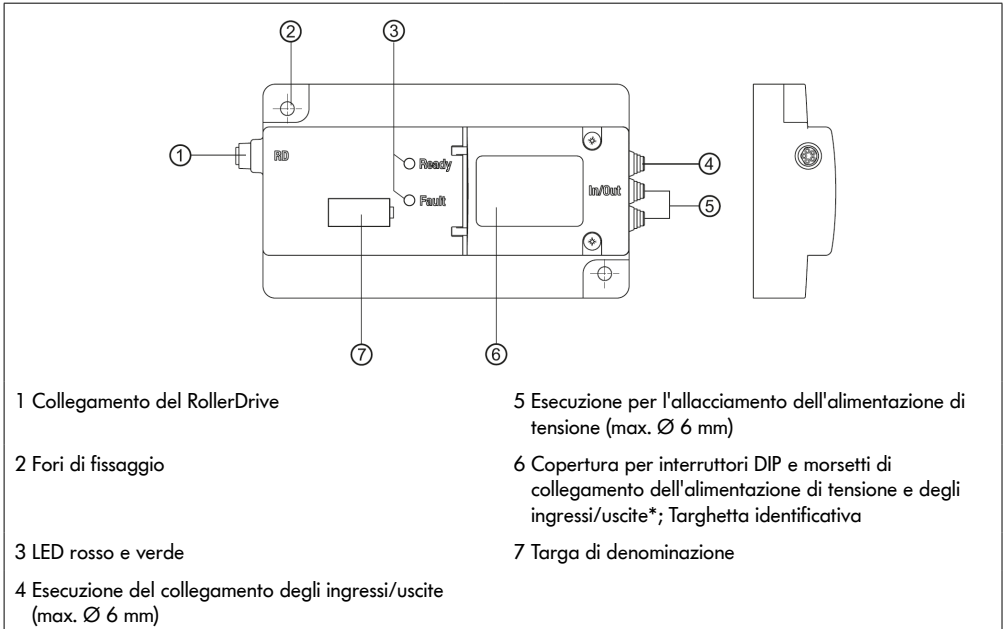 2
3
1
RD
Ready
Fault
In/Out
4
5
7
6
1 Collegamento del RollerDrive
2 Fori di fissaggio
3 LED rosso e verde
4 Esecuzione del collegamento degli ingressi/uscite
(max. Ø 6 mm)
5 Esecuzione per l'allacciamento dell'alimentazione di
tensione (max. Ø 6 mm)
6 Copertura per interruttori DIP e morsetti di
collegamento dell'alimentazione di tensione e degli
ingressi/uscite*; Targhetta identificativa
7 Targa di denominazione